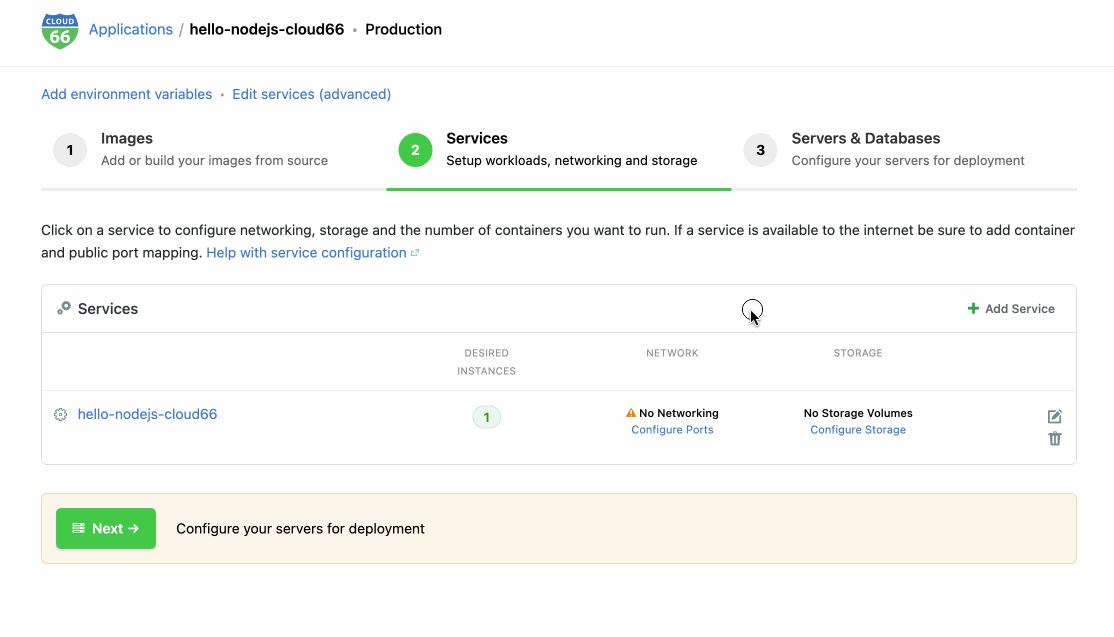 CLOUD
66
Applications / hello-nodejs-cloud66 • Production
Add environment variables • Edit services (advanced)
1
Images
Add or build your images from source
2
Services
Setup workloads, networking and storage
3
Servers & Databases
Configure your servers for deployment
Click on a service to configure networking, storage and the number of containers you want to run. If a service is available to the internet be sure to add container
and public port mapping. Help with service configuration
Services
Add Service
DESIRED
INSTANCES
NETWORK
STORAGE
hello-nodejs-cloud66
1
No Networking
Configure Ports
No Storage Volumes
Configure Storage
Next →
Configure your servers for deployment